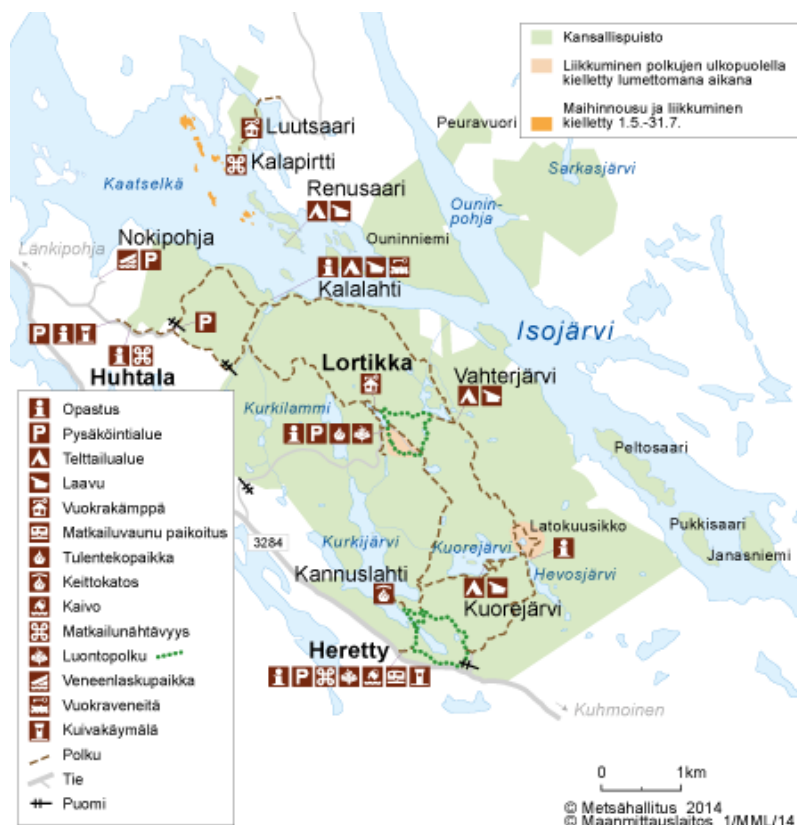 Kansallispuisto
Liikkuminen polkujen ulkopuolella
kielletty lumettomana aikana
Maihinnousu ja liikkuminen
kielletty 1.5.-31.7.
Luutsaari
Peuravuori
Kalapirtti
Sarkasjärvi
Kaatselkä
Renusaari
Ounin-
pohja
Nokipohja
Ouninniemi
Länkipohja
P
Kalalahti
P
P
Isojärvi
Huhtala
Lortikka
Vahterjärvi
Kurkilammi
P
Opastus
P Pysäköintialue
Telttailualue
Laavu
Vuokrakämppä
Matkailuvaunu paikoitus
Tulentekopaikka
Keittokatos
Kaivo
Matkailunähtävyys
Luontopolku
Veneenlaskupaikka
Vuokraveneitä
Kuivakäymälä
Polku
Tie
Puomi
Peltosaari
Latokuusikko
Pukkisaari
3284
Kurkijärvi
Kuorejärvi
Janasniemi
Kannuslahti
Hevosjärvi
Kuorejärvi
Heretty
P
Kuhmoinen
0 1km
© Metsähallitus 2014
© Maanmittauslaitos 1/MML/14